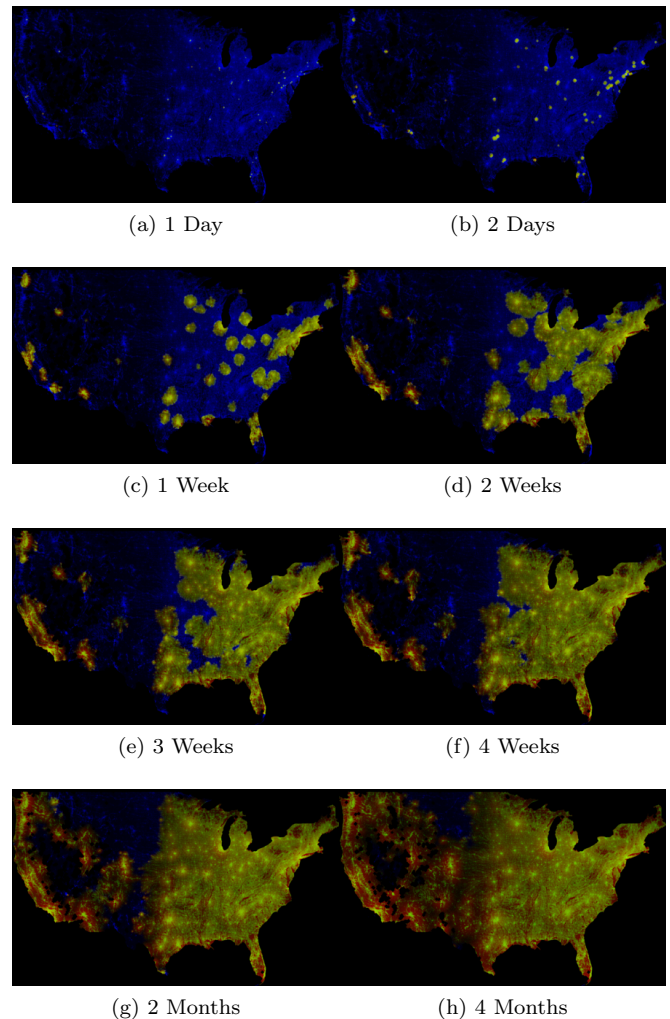 (a) 1 Day
(b) 2 Days
(c) 1 Week
(d) 2 Weeks
(e) 3 Weeks
(f) 4 Weeks
(g) 2 Months
(h) 4 Months